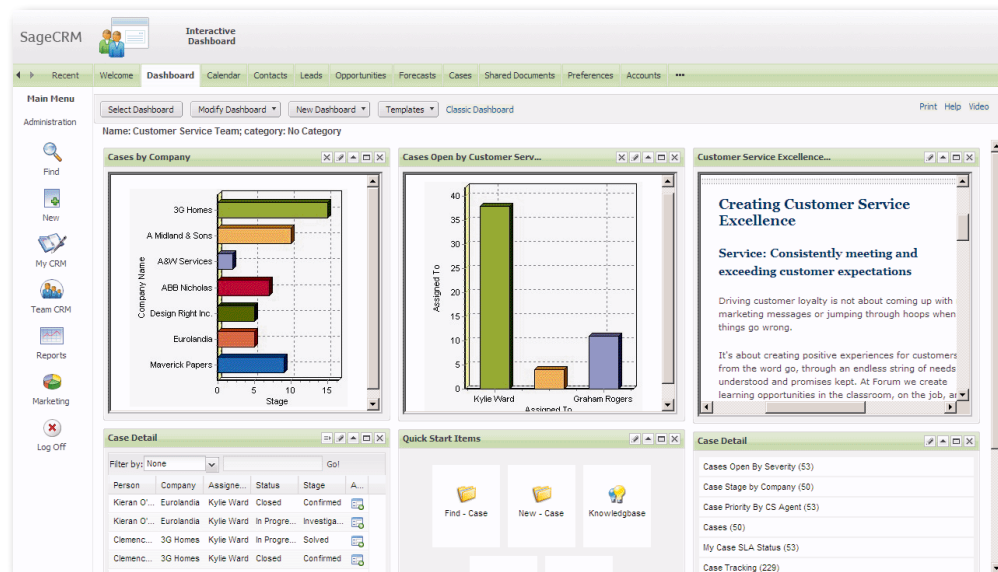 SageCRM
Interactive
Dashboard
Recent Welcome Dashboard Calendar Contacts Leads Opportunities Forecasts Cases Shared Documents Preferences Accounts •••
Main Menu
Administration
Find
New
My CRM
Team CRM
Reports
Marketing
Log Off
Select Dashboard Modify Dashboard New Dashboard Templates Classic Dashboard Print Help Video
Name: Customer Service Team; category: No Category
Cases by Company
Company Name
3G Homes
A Midland & Sons
A&W Services
ABB Nicholas
Design Right Inc.
Eurolandia
Maverick Papers
0 5 10 15
Stage
Cases Open by Customer Serv...
Assigned To
40
35
30
25
20
15
10
5
0
Kylie Ward Graham Rogers
Assigned To
Customer Service Excellence...
Creating Customer Service
Excellence
Service: Consistently meeting and
exceeding customer expectations
Driving customer loyalty is not about coming up with
marketing messages or jumping through hoops when
things go wrong.
It's about creating positive experiences for customers
from the word go, through an endless string of needs
understood and promises kept. At Forum we create
learning opportunities in the classroom, on the job,
Case Detail
Filter by: None Go!
Person Company Assigne... Status Stage A...
Kieran O'... Eurolandia Kylie Ward Closed Confirmed
Kieran O'... Eurolandia Kylie Ward In Progre... Investiga...
Clemenc... 3G Homes Kylie Ward In Progre... Solved
Clemenc... 3G Homes Kylie Ward Closed Confirmed
Quick Start Items
Find - Case New - Case Knowledgbase
Case Detail
Cases Open By Severity (53)
Case Stage by Company (50)
Case Priority By CS Agent (53)
Cases (50)
My Case SLA Status (53)
Case Tracking (229)